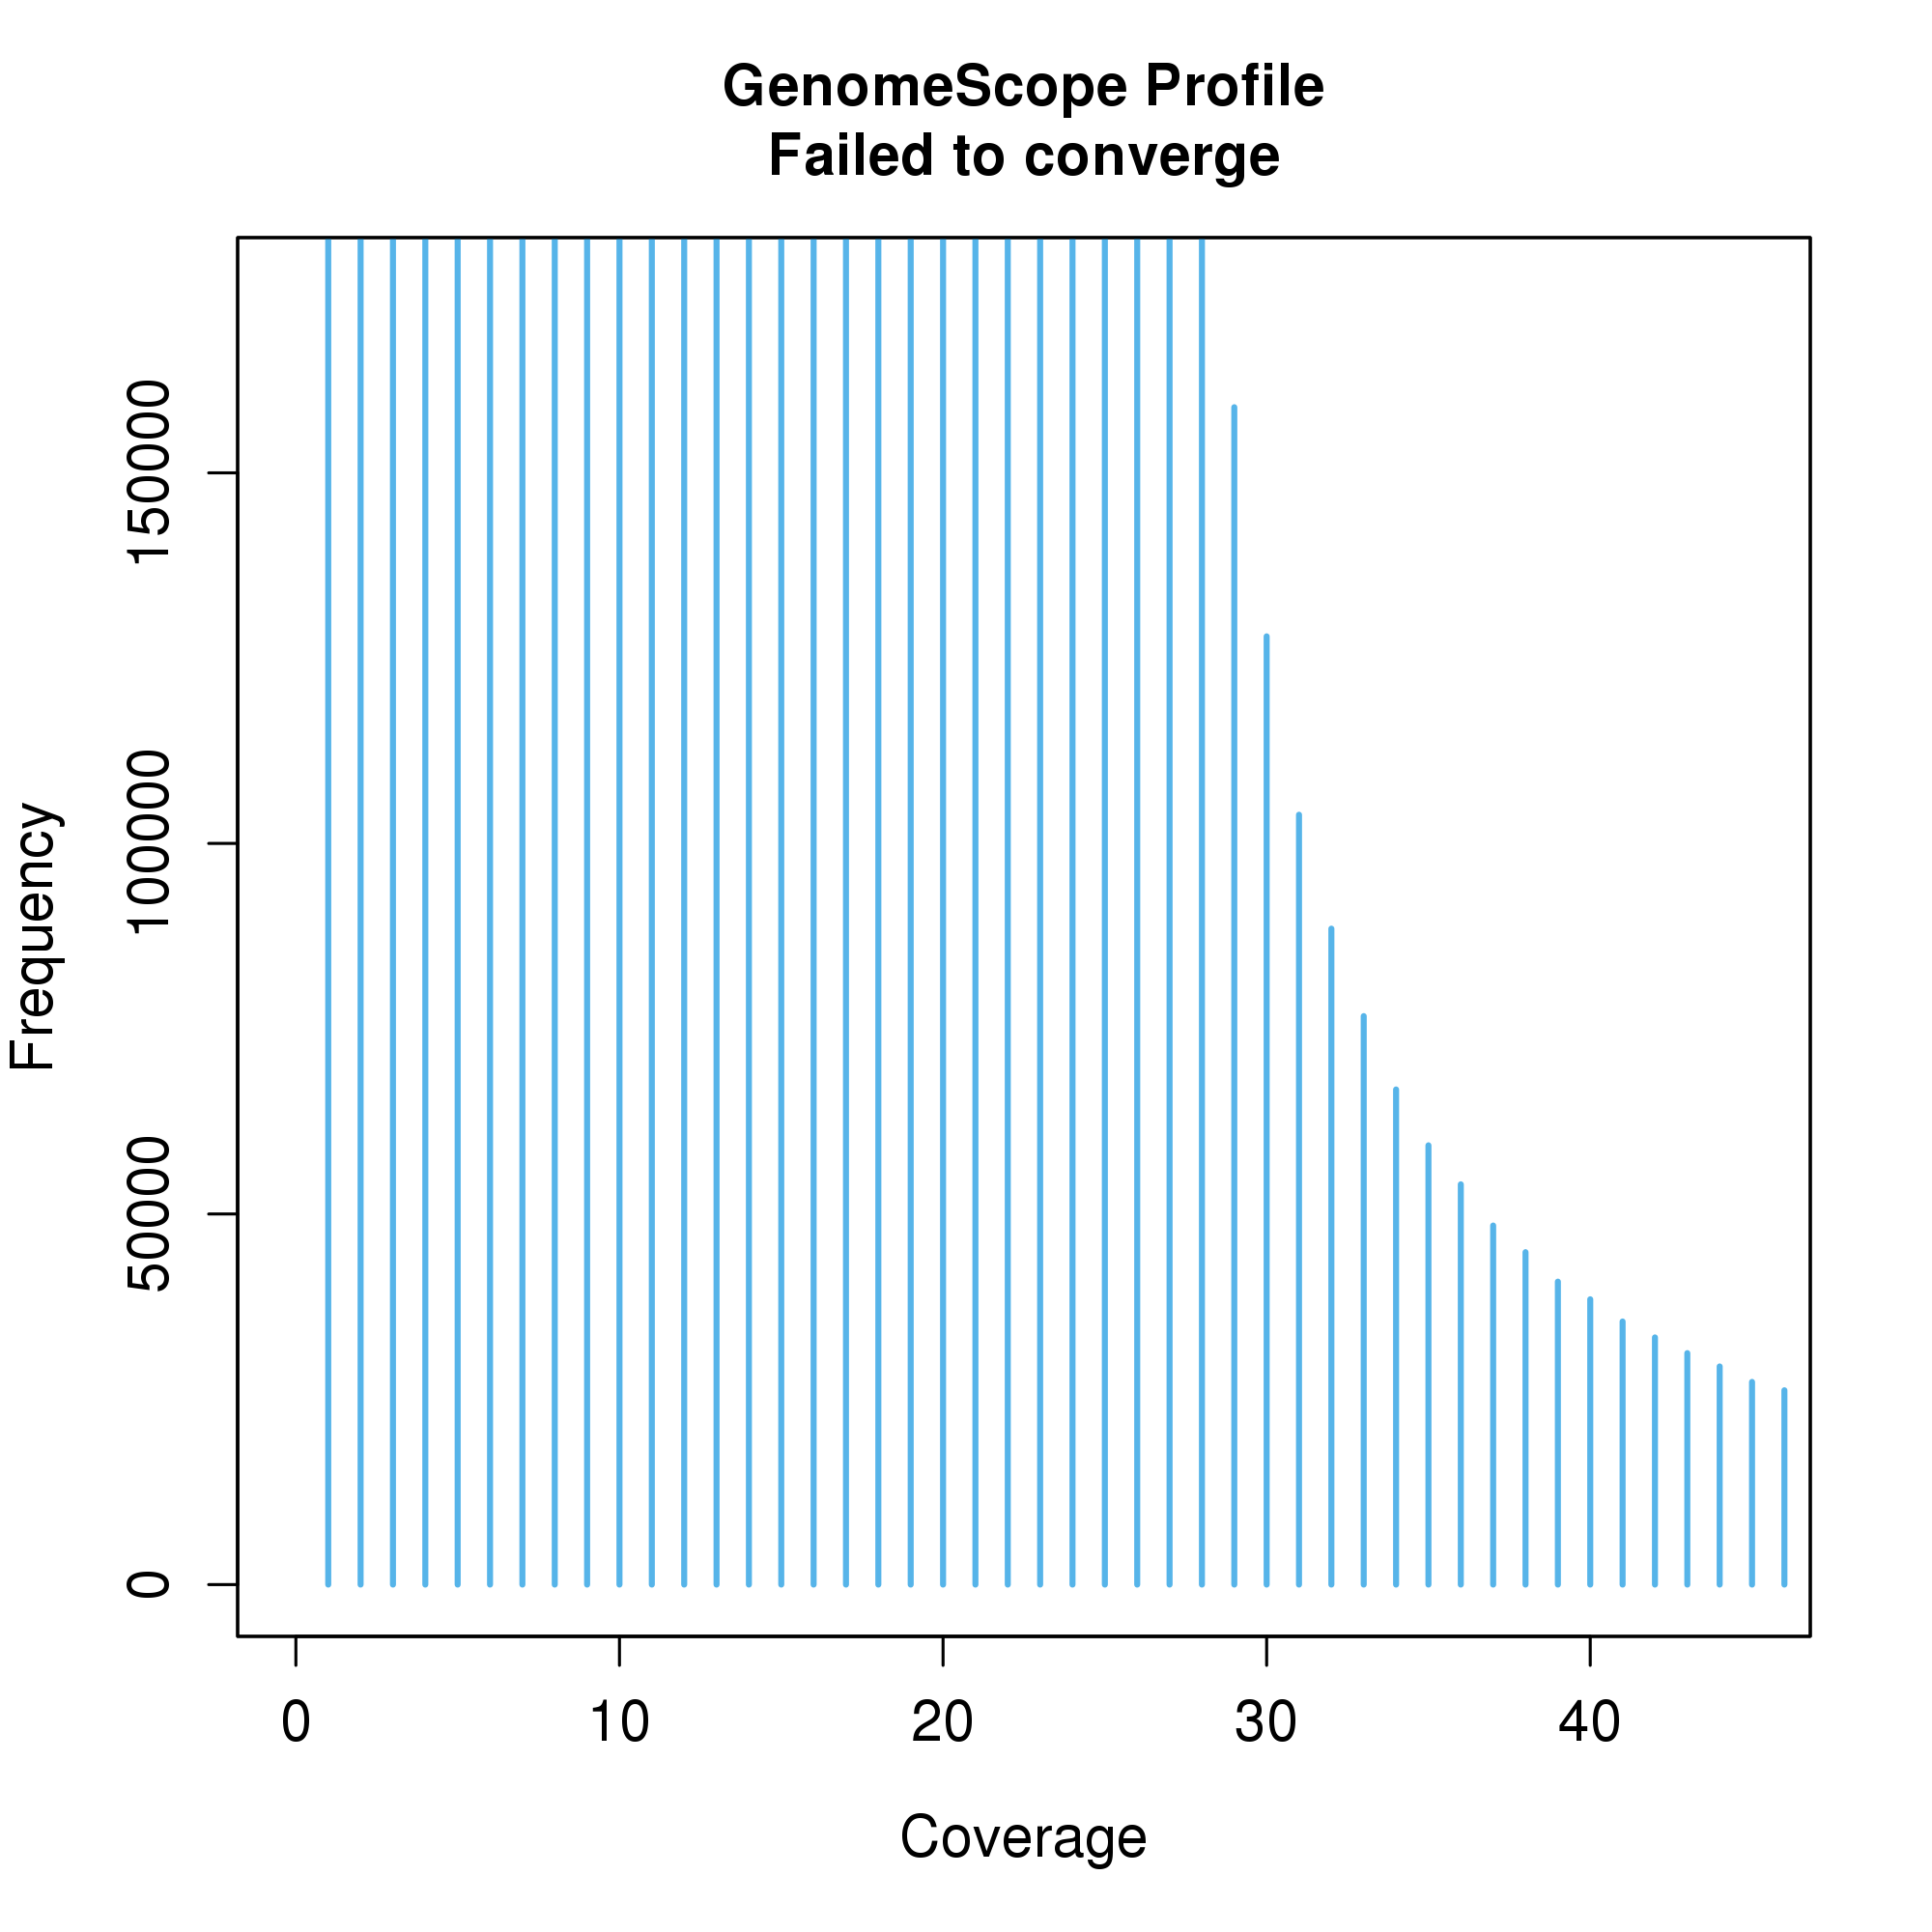 GenomeScope Profile
Failed to converge
Frequency
150000
100000
50000
0
0 10 20 30 40
Coverage